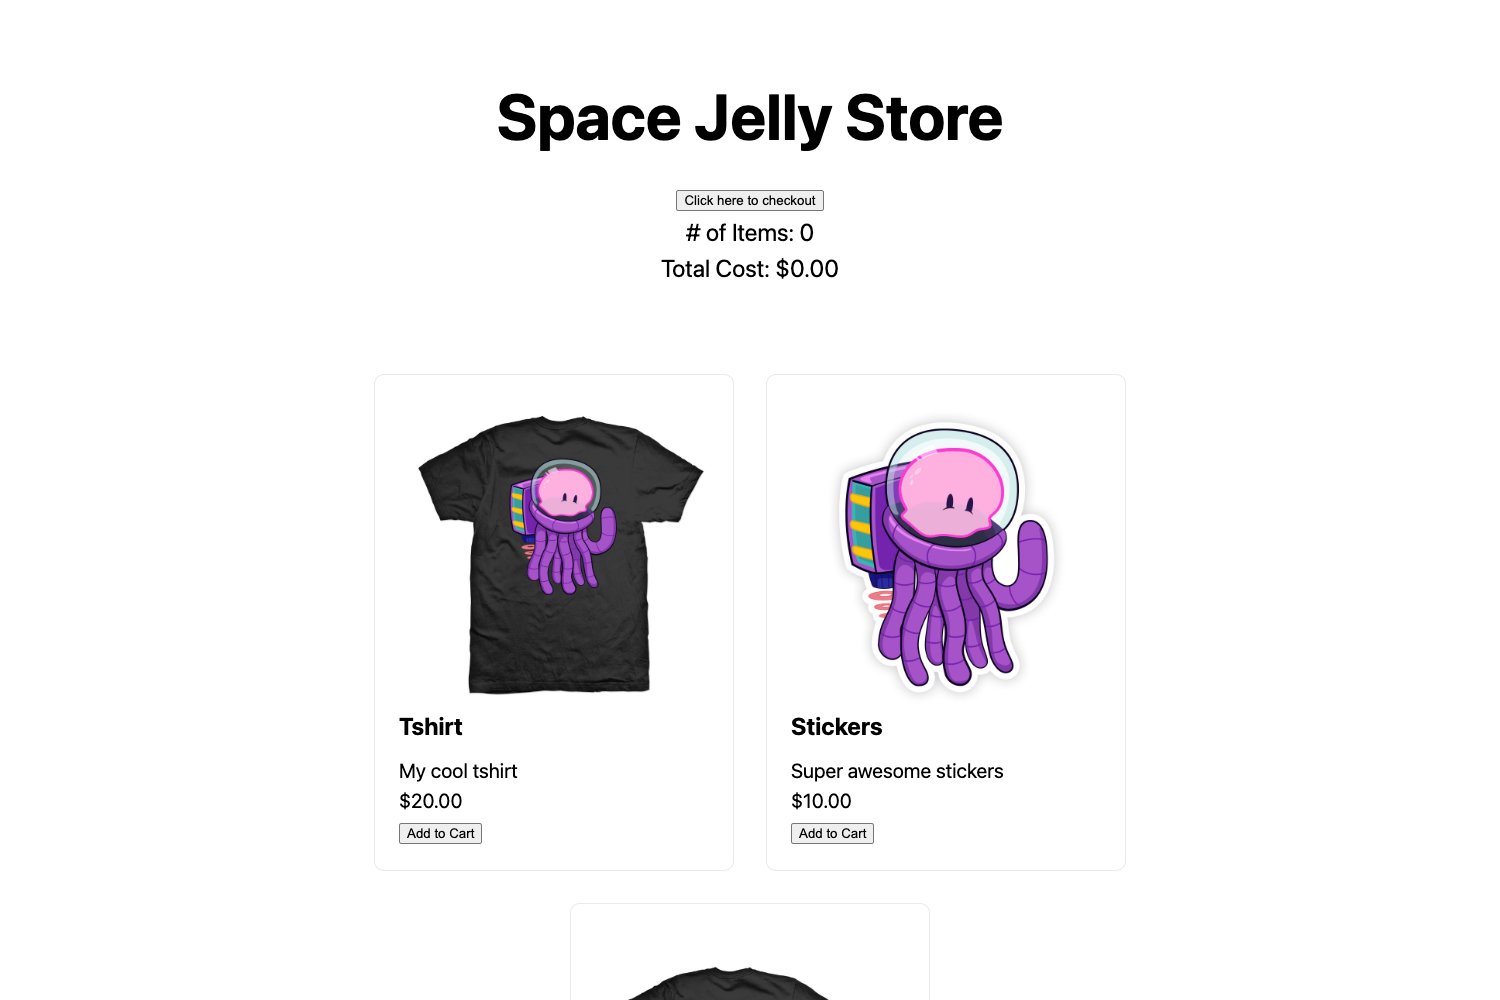 Space Jelly Store
Click here to checkout
# of Items: 0
Total Cost: $0.00
Tshirt
My cool tshirt
$20.00
Add to Cart
Stickers
Super awesome stickers
$10.00
Add to Cart